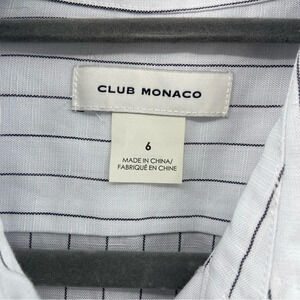 CLUB MONACO
6
MADE IN CHINA/
FABRIQUÉ EN CHINE